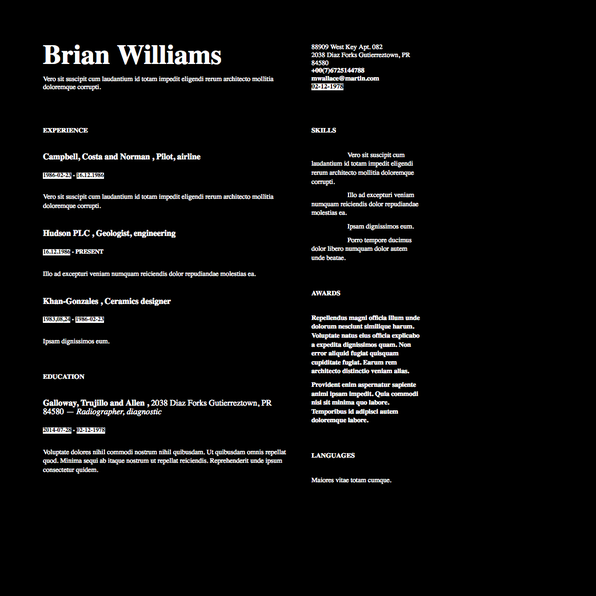 Brian Williams
Vero sit suscipit cum laudantium id totam impedit eligendi rerum architecto mollitia
doloremque corrupti.
88909 West Key Apt. 082
2038 Diaz Forks Gutierreztown, PR
84580
+00(7)6725144788
mwallace@martin.com
02-12-1978
EXPERIENCE
Campbell, Costa and Norman , Pilot, airline
1986-02-23 - 16.12.1986
Vero sit suscipit cum laudantium id totam impedit eligendi rerum architecto mollitia
doloremque corrupti.
Hudson PLC , Geologist, engineering
16.12.1986 - PRESENT
Illo ad excepturi veniam numquam reiciendis dolor repudiandae molestias ea.
Khan-Gonzales , Ceramics designer
1983.08.24 - 1986-02-23
Ipsam dignissimos eum.
EDUCATION
Galloway, Trujillo and Allen , 2038 Diaz Forks Gutierreztown, PR
84580 — Radiographer, diagnostic
2014-07-28 - 02-12-1978
Voluptate dolores nihil commodi nostrum nihil quibusdam. Ut quibusdam omnis repellat
quod. Minima sequi ab itaque nostrum ut repellat reiciendis. Reprehenderit unde ipsum
consectetur quidem.
SKILLS
Vero sit suscipit cum
laudantium id totam impedit eligendi
rerum architecto mollitia doloremque
corrupti.
Illo ad excepturi veniam
numquam reiciendis dolor repudiandae
molestias ea.
Ipsam dignissimos eum.
Porro tempore ducimus
dolor libero numquam dolor autem
unde beatae.
AWARDS
Repellendus magni officia illum unde
dolorum nesciunt similique harum.
Voluptate natus eius officia explicabo
a expedita dignissimos quam. Non
error aliquid fugiat quisquam
cupiditate fugiat. Earum rem
architecto distinctio veniam alias.
Provident enim aspernatur sapiente
animi ipsam impedit. Quia commodi
nisi sit minima quo labore.
Temporibus id adipisci autem
doloremque labore.
LANGUAGES
Maiores vitae totam cumque.